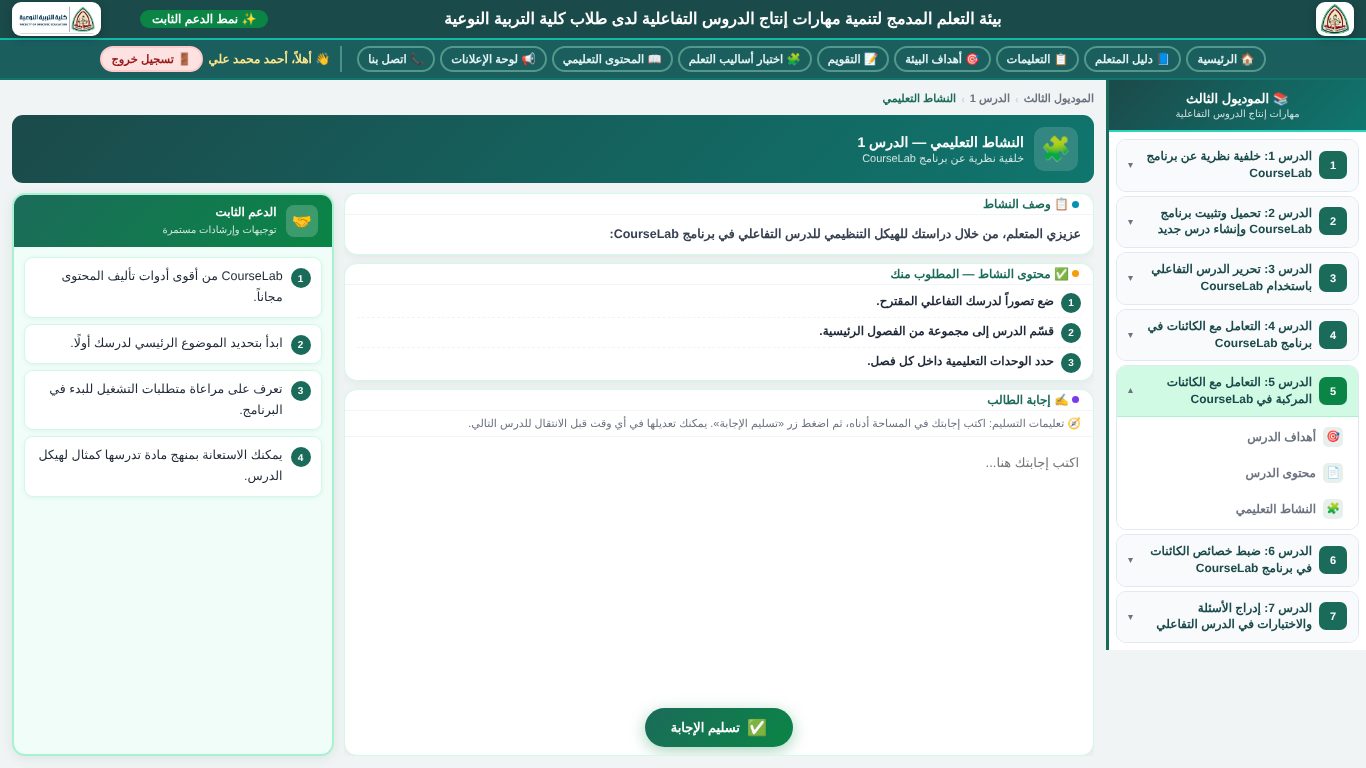 بيئة التعلم المدمج لتنمية مهارات إنتاج الدروس التفاعلية لدى طلاب كلية التربية النوعية
✨ نمط الدعم الثابت
كلية التربية النوعية
FACULTY OF SPECIFIC EDUCATION
🏠 الرئيسية
📘 دليل المتعلم
📋 التعليمات
🎯 أهداف البيئة
📝 التقويم
🧩 اختبار أساليب التعلم
📖 المحتوى التعليمي
📢 لوحة الإعلانات
📞 اتصل بنا
👋 أهلاً، أحمد محمد علي
🚪 تسجيل خروج
📚 الموديول الثالث
مهارات إنتاج الدروس التفاعلية
1
الدرس 1: خلفية نظرية عن برنامج
CourseLab
▾
2
الدرس 2: تحميل وتثبيت برنامج
CourseLab وإنشاء درس جديد
▾
3
الدرس 3: تحرير الدرس التفاعلي
باستخدام CourseLab
▾
4
الدرس 4: التعامل مع الكائنات في
برنامج CourseLab
▾
5
الدرس 5: التعامل مع الكائنات
المركبة في CourseLab
▴
🎯 أهداف الدرس
📄 محتوى الدرس
🧩 النشاط التعليمي
6
الدرس 6: ضبط خصائص الكائنات
في برنامج CourseLab
▾
7
الدرس 7: إدراج الأسئلة
والاختبارات في الدرس التفاعلي
▾
الموديول الثالث › الدرس 1 › النشاط التعليمي
🧩 النشاط التعليمي — الدرس 1
خلفية نظرية عن برنامج CourseLab
📋 وصف النشاط
عزيزي المتعلم، من خلال دراستك للهيكل التنظيمي للدرس التفاعلي في برنامج CourseLab:
✅ محتوى النشاط — المطلوب منك
1 ضع تصوراً لدرسك التفاعلي المقترح.
2 قسّم الدرس إلى مجموعة من الفصول الرئيسية.
3 حدد الوحدات التعليمية داخل كل فصل.
✍️ إجابة الطالب
🧭 تعليمات التسليم: اكتب إجابتك في المساحة أدناه، ثم اضغط زر «تسليم الإجابة». يمكنك تعديلها في أي وقت قبل الانتقال للدرس التالي.
اكتب إجابتك هنا...
✅ تسليم الإجابة
🤝 الدعم الثابت
توجيهات وإرشادات مستمرة
1 CourseLab من أقوى أدوات تأليف المحتوى
مجاناً.
2 ابدأ بتحديد الموضوع الرئيسي لدرسك أولًا.
3 تعرف على مراعاة متطلبات التشغيل للبدء في
البرنامج.
4 يمكنك الاستعانة بمنهج مادة تدرسها كمثال لهيكل
الدرس.